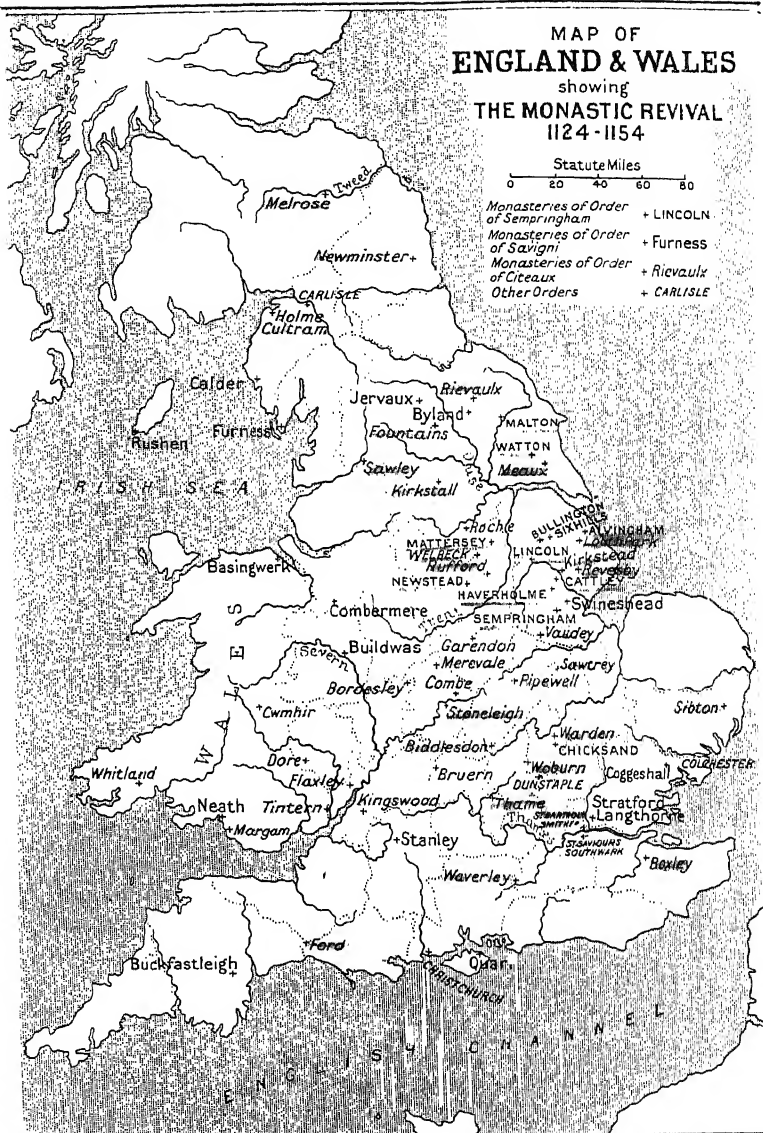 MAP OF
ENGLAND & WALES
showing
THE MONASTIC REVIVAL
1124-1154
Statute Miles
0 20 40 60 80
Monasteries of Order
of Sempringham + LINCOLN
Monasteries of Order
of Savigni + Furness
Monasteries of Order
of Citeaux + Rievaulx
Other Orders + CARLISLE
Tweed
Melrose
Newminster
CARLISLE
Holme
Cultram
Calder
Rievaulx
Jervaux
Byland
MALTON
Rushen
Furness
Fountains
WATTON
Sawley
Meaux
Ouse
IRISH SEA
Kirkstall
BULLINGTON
SIXHILLS
Roche
ALVINGHAM
MATTERSEY
LINCOLN
Kirkstead
Basingwerk
WELBECK
Rufford
Revesby
NEWSTEAD
CATTLEY
HAVERHOLME
Swineshead
Combermere
Trent
SEMPRINGHAM
Vaudey
WALES
Severn
Buildwas
Garendon
Merevale
Sawtrey
Bordesley
Combe
Pipewell
Cwmhir
Stoneleigh
Sibton
Biddlesdon
Warden
CHICKSAND
Whitland
Dore
Flaxley
Bruern
Woburn
DUNSTAPLE
Coggeshall
COLCHESTER
Neath
Tintern
Kingswood
Thame
Stratford
Langthorne
Margam
Stanley
ST. SAVIOURS
SOUTHWARK
Boxley
Waverley
Ford
Buckfastleigh
Quar.
CHRISTCHURCH
ENGLISH CHANNEL